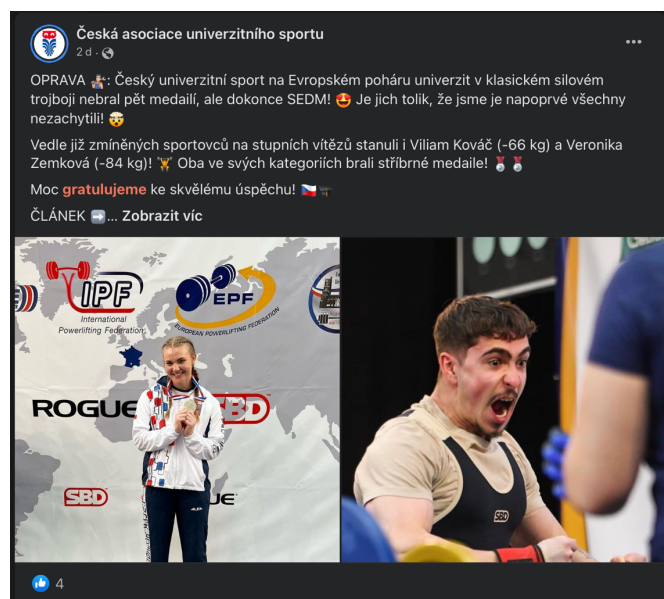 Česká asociace univerzitního sportu
2 d ·
OPRAVA 🤷🏼‍♂️: Český univerzitní sport na Evropském poháru univerzit v klasickém silovém
trojboji nebral pět medailí, ale dokonce SEDM! 🤩 Je jich tolik, že jsme je napoprvé všechny
nezachytili! 🤯
Vedle již zmíněných sportovců na stupních vítězů stanuli i Viliam Kováč (-66 kg) a Veronika
Zemková (-84 kg)! 🏋️ Oba ve svých kategoriích brali stříbrné medaile! 🥈🥈
Moc gratulujeme ke skvělému úspěchu! 🇨🇿
ČLÁNEK ➡️... Zobrazit víc
IPF
International
Powerlifting Federation
EPF
EUROPEAN POWERLIFTING FEDERATION
ROGUE
SBD
SBD
UE
SBD
4